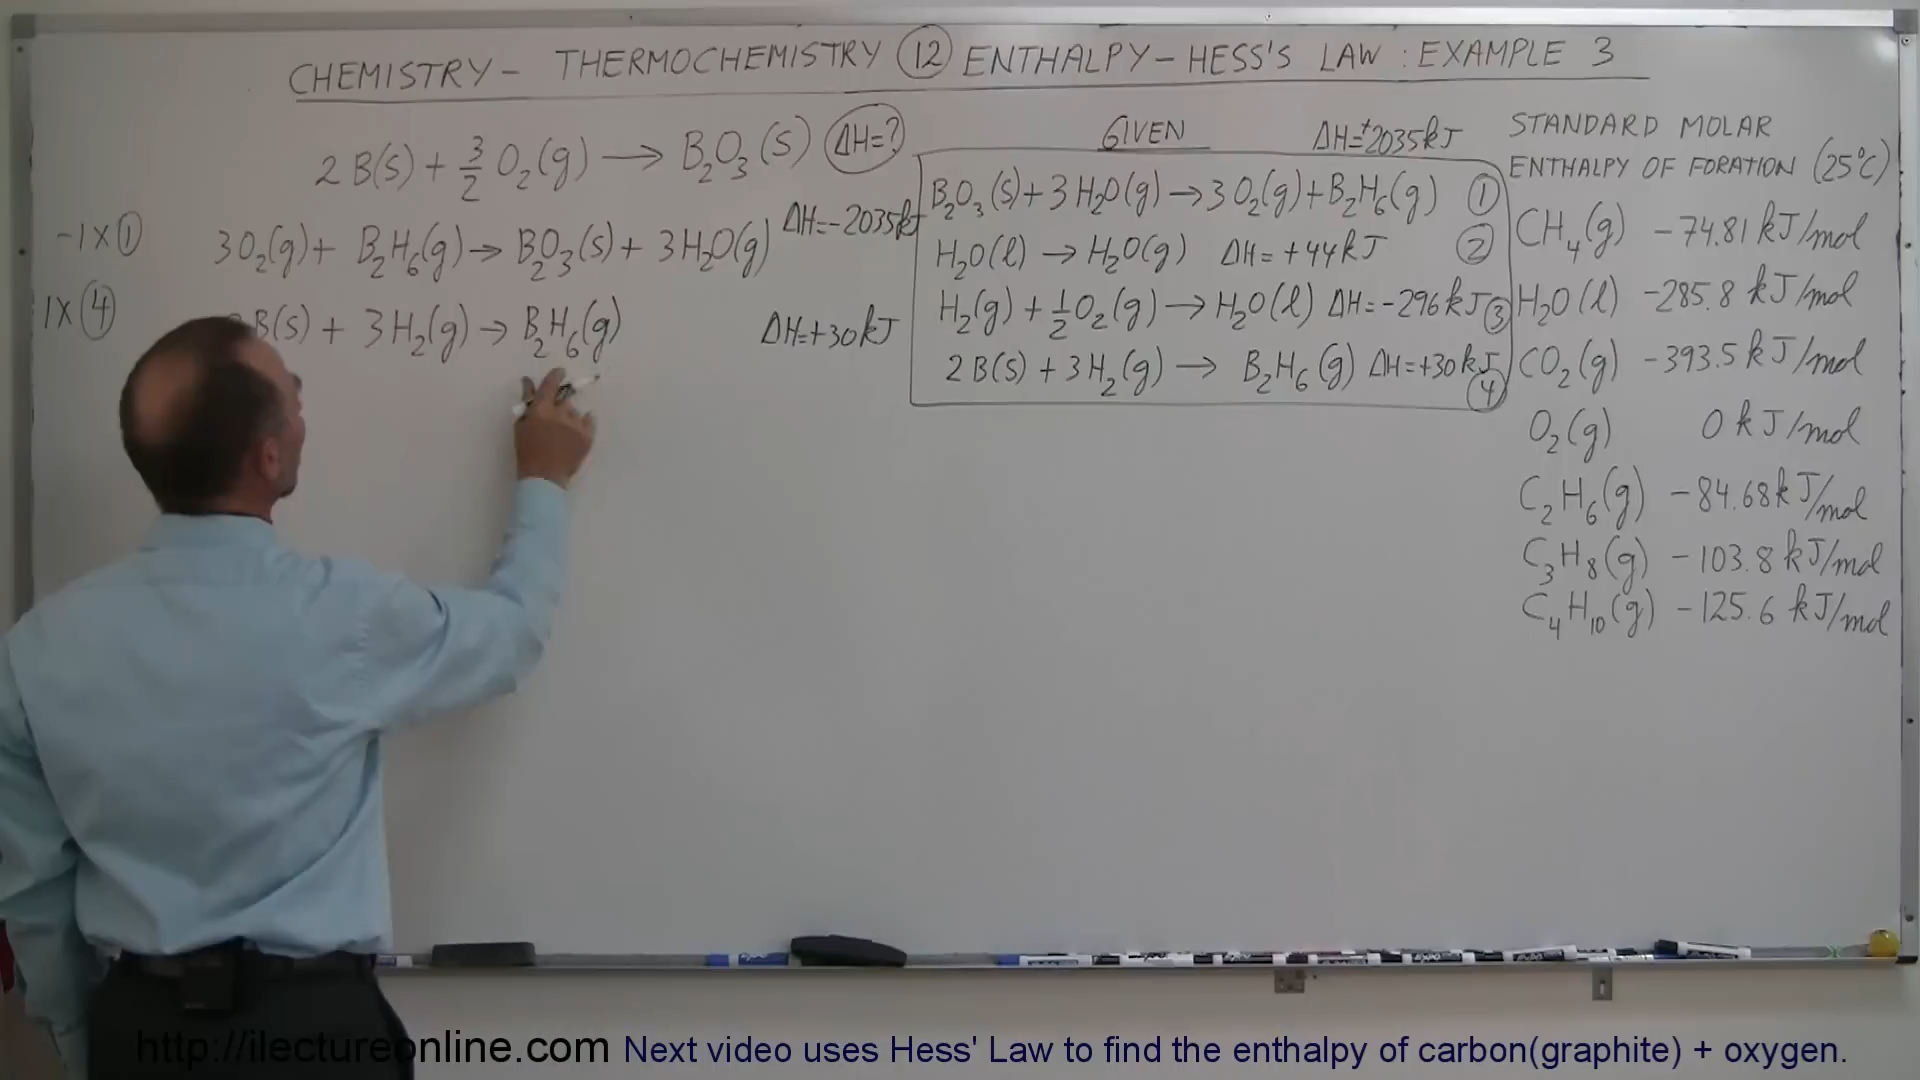 CHEMISTRY - THERMOCHEMISTRY ⑫ ENTHALPY - HESS'S LAW : EXAMPLE 3
2 B(s) + 3/2 O₂(g) → B₂O₃(s) ΔH=?
-1 X ① 3O₂(g) + B₂H₆(g) → B₂O₃(s) + 3H₂O(g) ΔH=-2035kJ
1 X ④ B(s) + 3H₂(g) → B₂H₆(g) ΔH=+30kJ
GIVEN ΔH=+2035kJ
B₂O₃(s) + 3H₂O(g) → 3O₂(g) + B₂H₆(g) ①
H₂O(l) → H₂O(g) ΔH = +44kJ ②
H₂(g) + 1/2 O₂(g) → H₂O(l) ΔH=-296kJ ③
2B(s) + 3H₂(g) → B₂H₆(g) ΔH=+30kJ ④
STANDARD MOLAR
ENTHALPY OF FORATION (25°C)
CH₄(g) -74.81 kJ/mol
H₂O(l) -285.8 kJ/mol
CO₂(g) -393.5 kJ/mol
O₂(g) 0 kJ/mol
C₂H₆(g) -84.68 kJ/mol
C₃H₈(g) -103.8 kJ/mol
C₄H₁₀(g) -125.6 kJ/mol
http://ilectureonline.com Next video uses Hess' Law to find the enthalpy of carbon(graphite) + oxygen.